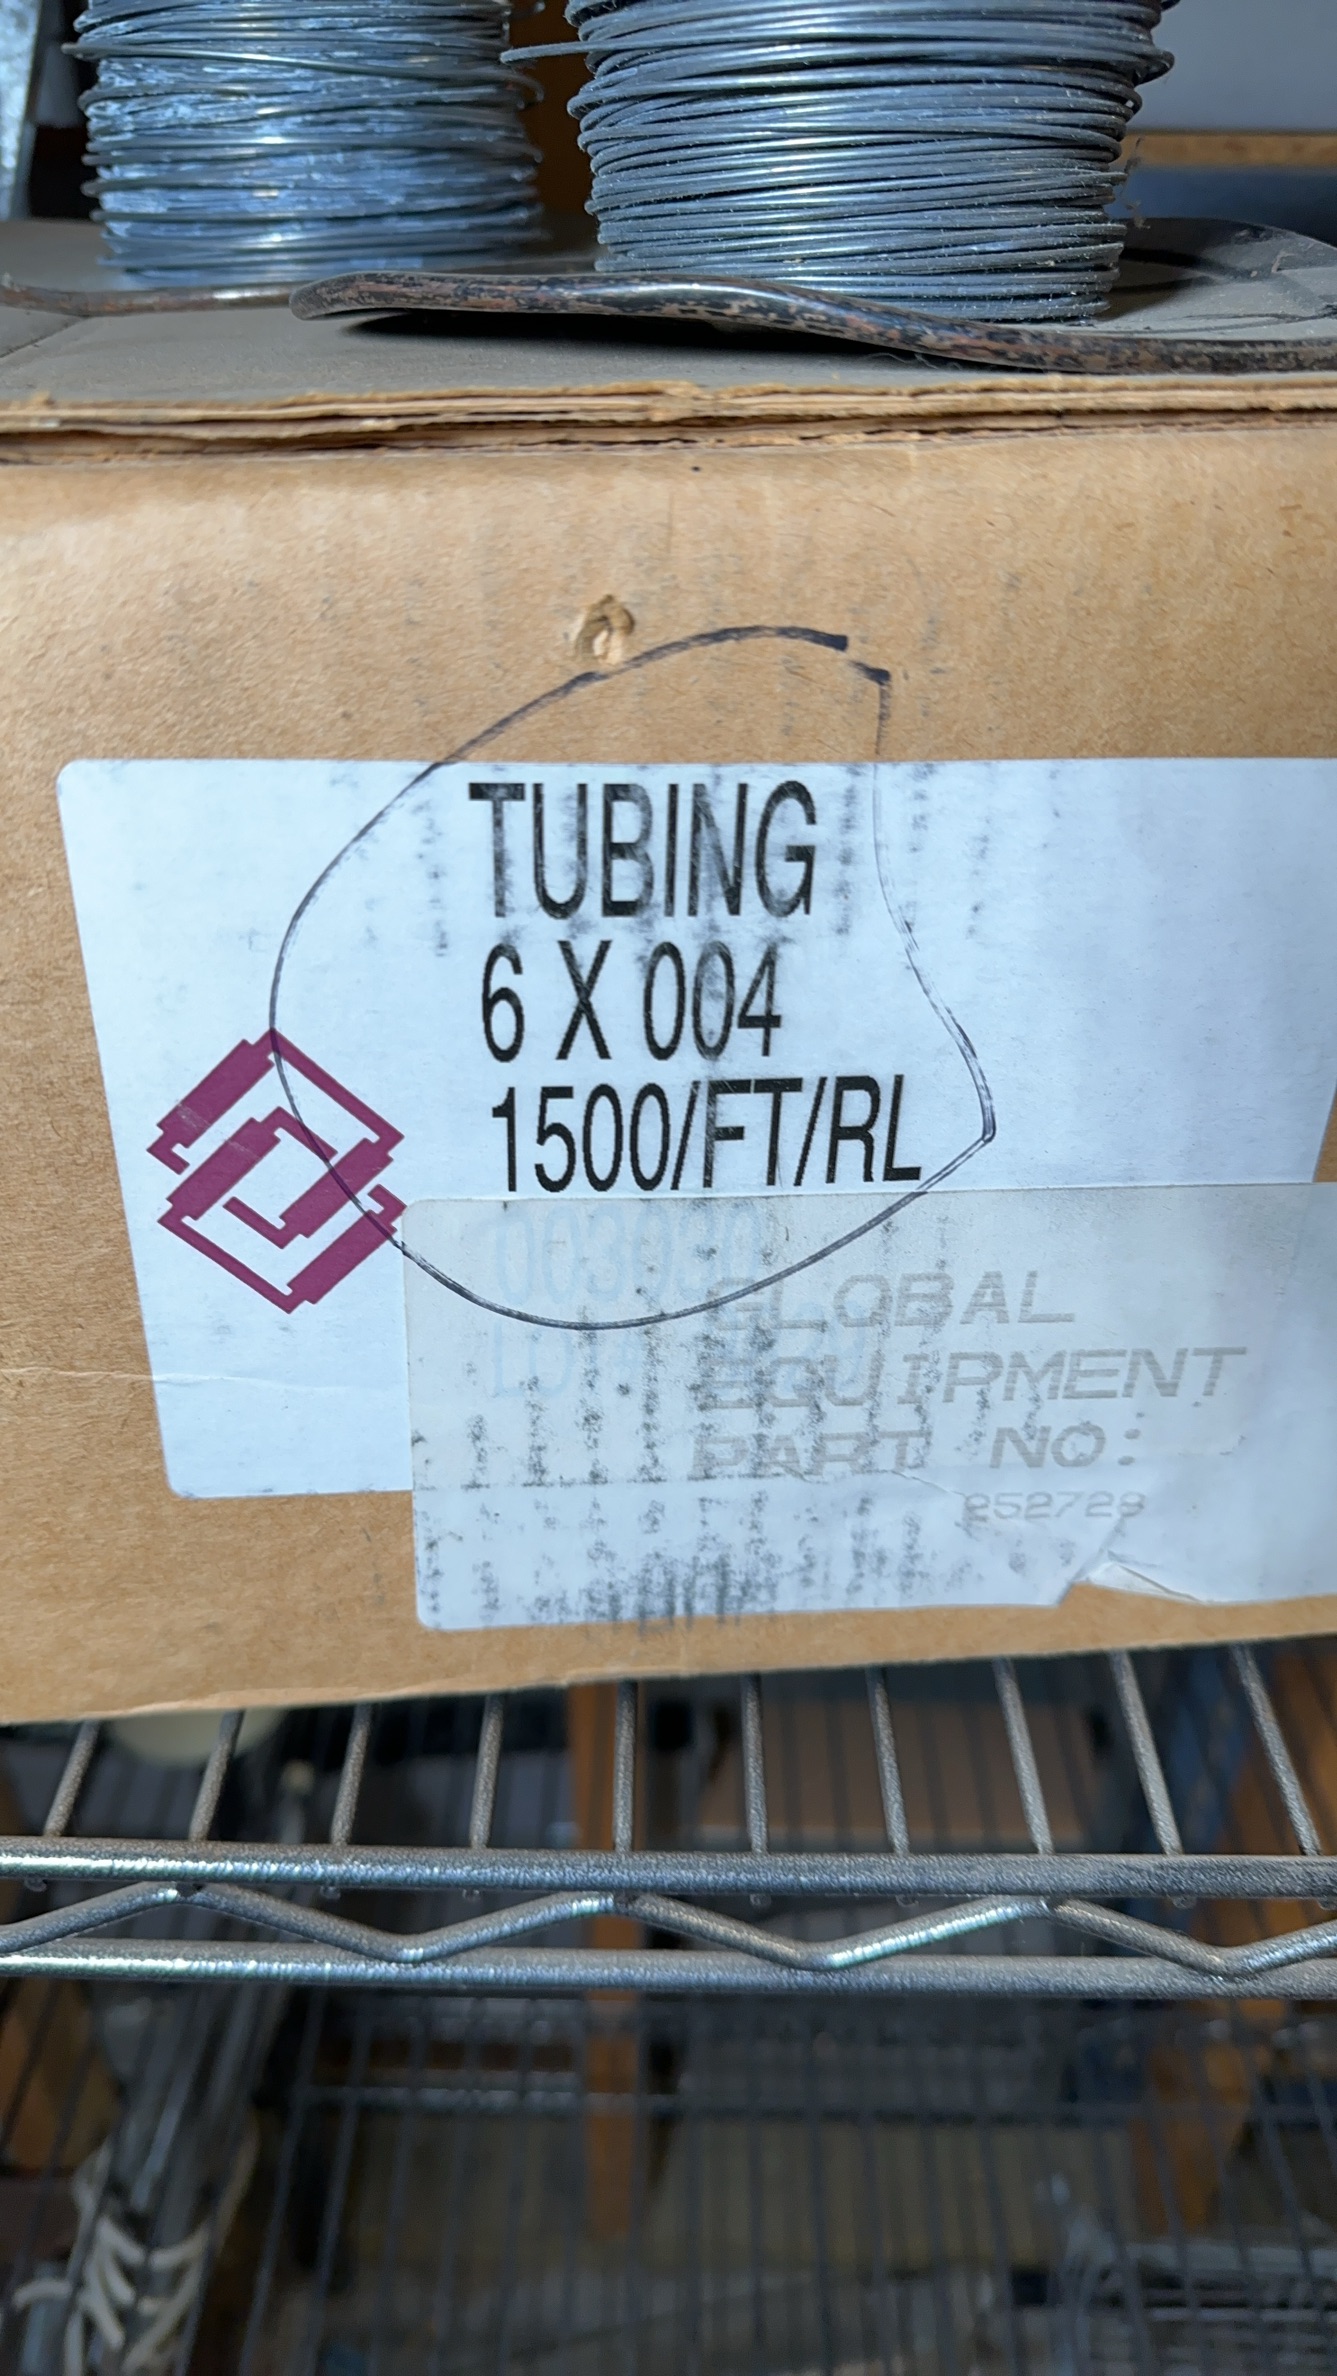 TUBING
6 X 004
1500/FT/RL
GLOBAL
EQUIPMENT
PART NO:
252728